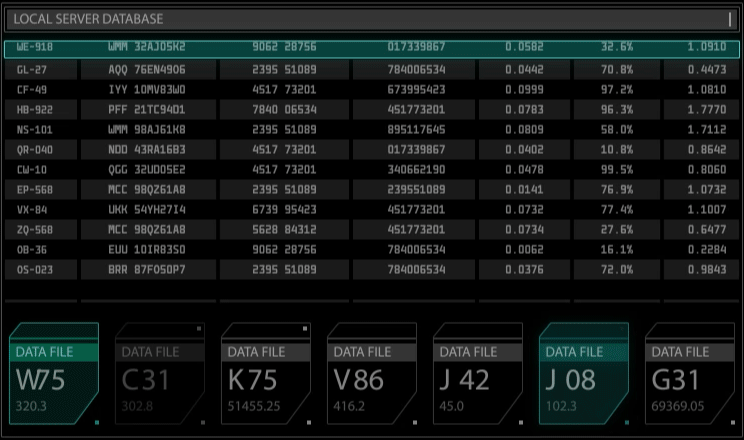 LOCAL SERVER DATABASE
WE-918 WMM 32AJ05K2 9062 28756 017339867 0.0582 32.6% 1.0910
GL-27 AQQ 76EN4906 2395 51089 784006534 0.0442 70.8% 0.4473
CF-49 IYY 10MV83W0 4517 73201 673995423 0.0999 97.2% 1.0810
HB-922 PFF 21TC94D1 7840 06534 451773201 0.0783 96.3% 1.7770
NS-101 WMM 98AJ61K8 2395 51089 895117645 0.0809 58.0% 1.7112
QR-040 NDD 43RA16B3 4517 73201 017339867 0.0402 10.8% 0.8642
CW-10 QGG 32UD05E2 4517 73201 340662190 0.0478 99.5% 0.8060
EP-568 MCC 98QZ61A8 2395 51089 239551089 0.0141 76.9% 1.0732
VX-84 UKK 54YH27I4 6739 95423 451773201 0.0732 77.4% 1.1007
ZQ-568 MCC 98QZ61A8 5628 84312 451773201 0.0734 27.6% 0.6477
OB-36 EUU 10IR83S0 9062 28756 784006534 0.0062 16.1% 0.2284
OS-023 BRR 87FO50P7 2395 51089 784006534 0.0376 72.0% 0.9843
DATA FILE DATA FILE DATA FILE DATA FILE DATA FILE DATA FILE DATA FILE
W75 C31 K75 V86 J 42 J 08 G31
320.3 302.8 51455.25 416.2 45.0 102.3 69369.05